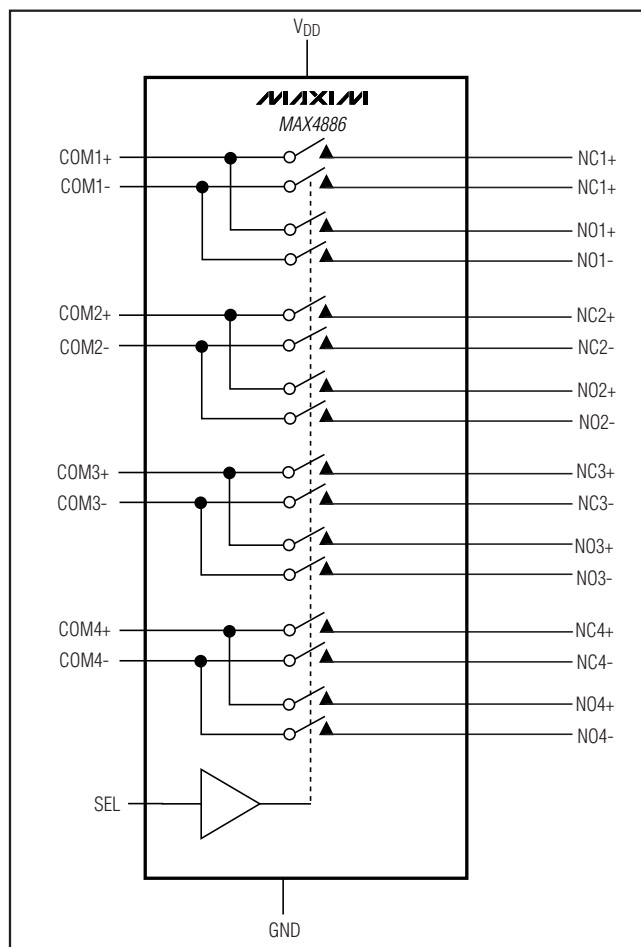 VDD
MAXIM
MAX4886
COM1+ NC1+
COM1- NC1+
NO1+
NO1-
COM2+ NC2+
COM2- NC2-
NO2+
NO2-
COM3+ NC3+
COM3- NC3-
NO3+
NO3-
COM4+ NC4+
COM4- NC4-
NO4+
NO4-
SEL
GND